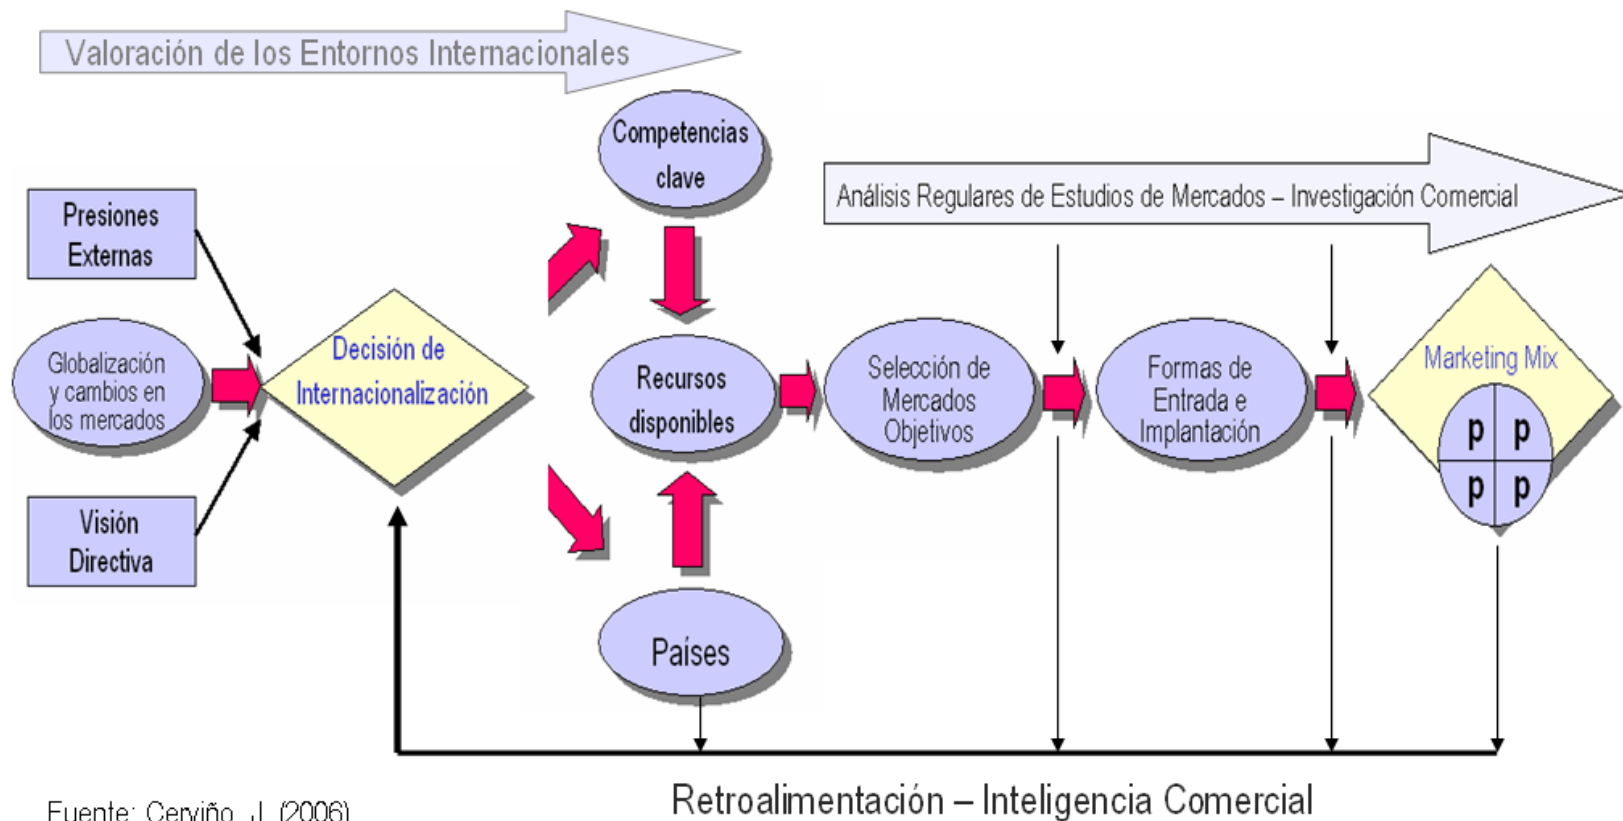 Valoración de los Entornos Internacionales
Competencias
clave
Análisis Regulares de Estudios de Mercados – Investigación Comercial
Presiones
Externas
Globalización
y cambios en
los mercados
Decisión de
Internacionalización
Visión
Directiva
Recursos
disponibles
Países
Selección de
Mercados
Objetivos
Formas de
Entrada e
Implantación
Marketing Mix
p p
p p
Retroalimentación – Inteligencia Comercial
Fuente: Cerviño, J. (2006)